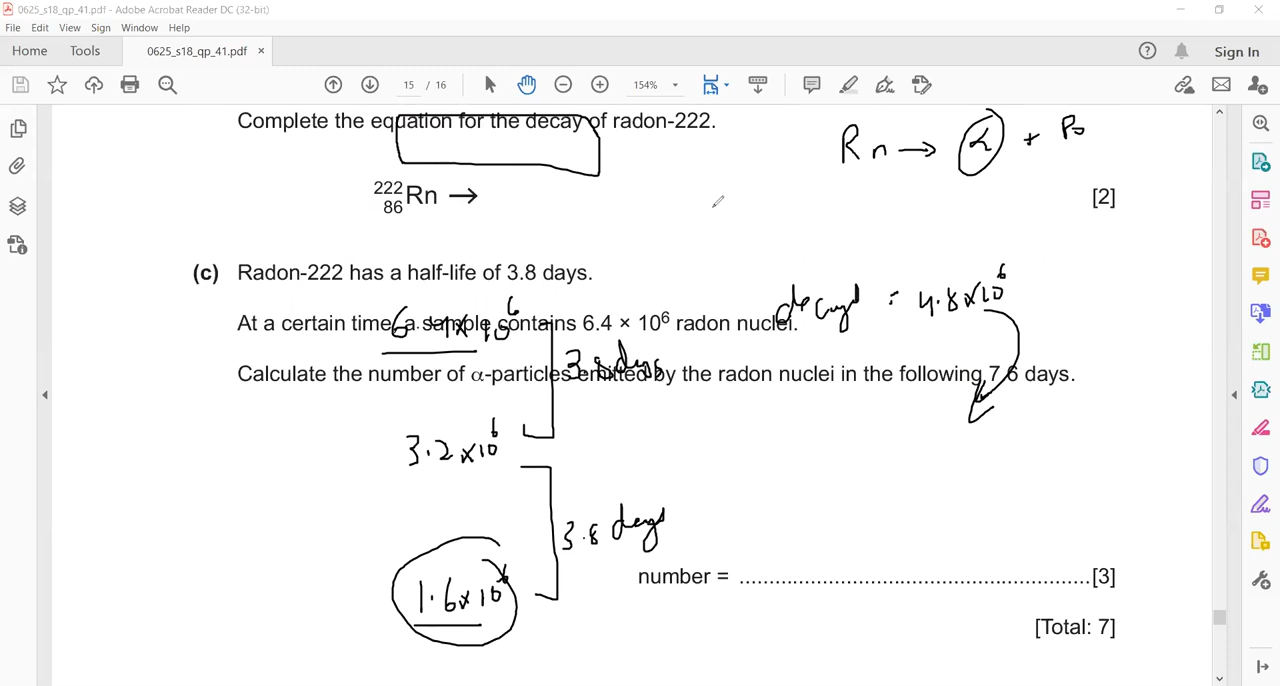 0625_s18_qp_41.pdf - Adobe Acrobat Reader DC (32-bit)
File Edit View Sign Window Help
Home Tools 0625_s18_qp_41.pdf × Sign In
15 / 16 154%
Complete the equation for the decay of radon-222.
Rn → α + Po
222
86 Rn →
[2]
(c) Radon-222 has a half-life of 3.8 days.
decayed = 4.8×10⁶
At a certain time, a sample contains 6.4 × 10⁶ radon nuclei.
6.4×10⁶
3.8 days
Calculate the number of α-particles emitted by the radon nuclei in the following 7.6 days.
3.2×10⁶
3.8 days
1.6×10⁶
number = ............................................................[3]
[Total: 7]